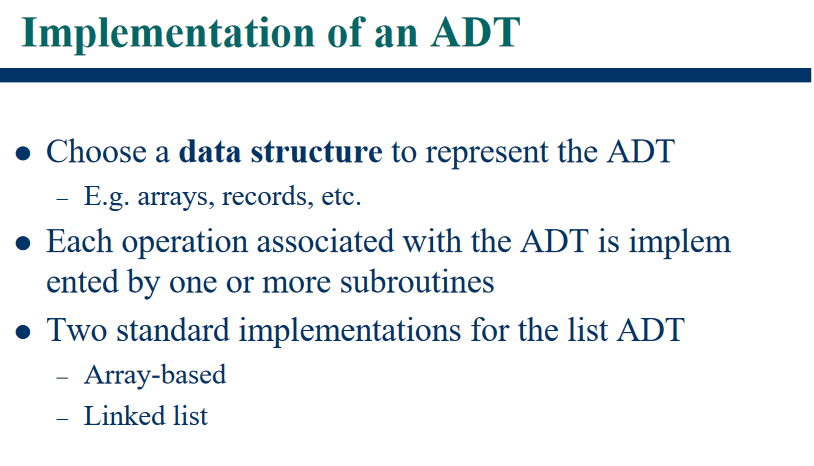 Implementation of an ADT
● Choose a data structure to represent the ADT
– E.g. arrays, records, etc.
● Each operation associated with the ADT is implem
ented by one or more subroutines
● Two standard implementations for the list ADT
– Array-based
– Linked list